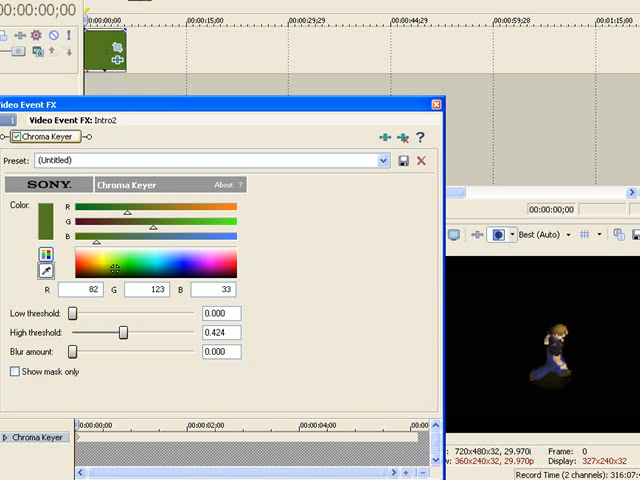 00:00:00;00
0:00:00;00 00:00:15;00 00:00:29;29 00:00:44;29 00:00:59;28 00:01:15;00
Video Event FX
1 Video Event FX: Intro2
Chroma Keyer
?
Preset: (Untitled)
SONY. Chroma Keyer About ?
Color:
R
G
B
R 82 G 123 B 33
Low threshold: 0.000
High threshold: 0.424
Blur amount: 0.000
Show mask only
00:00:00;00
Best (Auto)
0:00:00;00 00:00:02;00 00:00:04;00 00:00
Chroma Keyer
: 720x480x32, 29.970i Frame: 0
w: 360x240x32, 29.970p Display: 327x240x32
Record Time (2 channels): 316:07:4